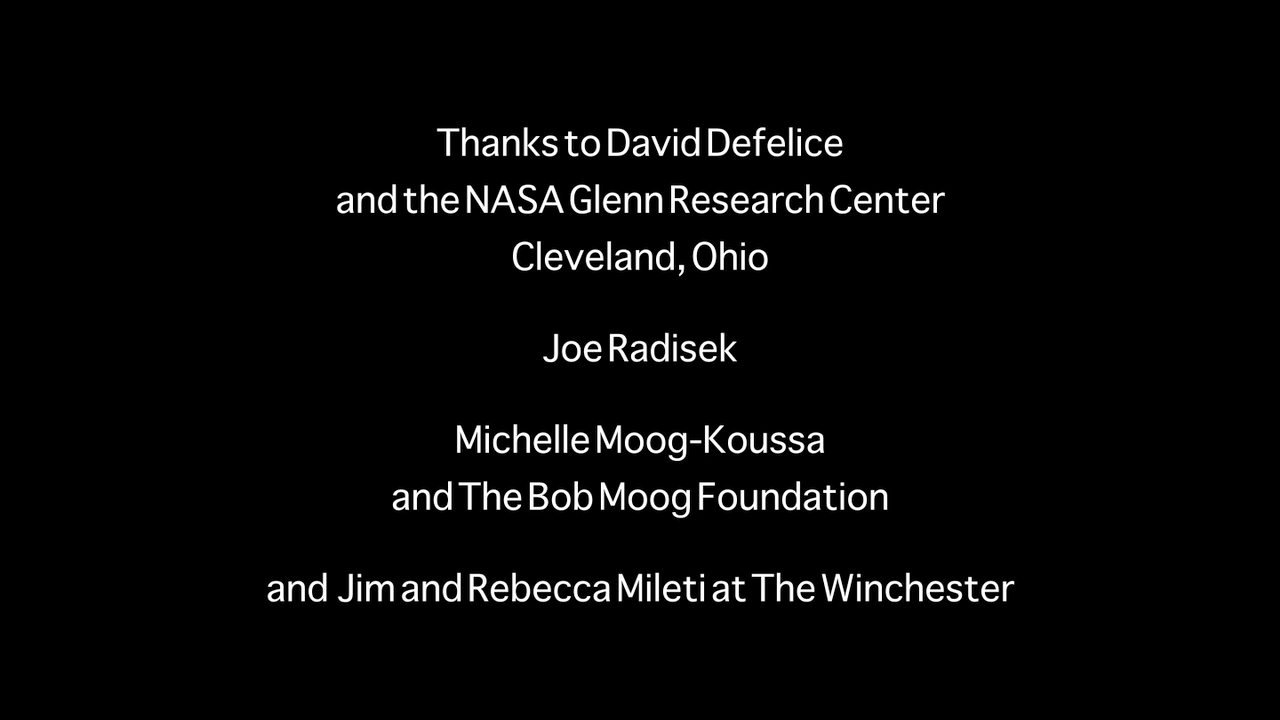 Thanks to David Defelice
and the NASA Glenn Research Center
Cleveland, Ohio
Joe Radisek
Michelle Moog-Koussa
and The Bob Moog Foundation
and Jim and Rebecca Mileti at The Winchester